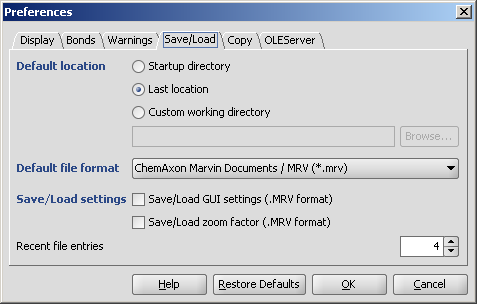 Preferences
Display Bonds Warnings Save/Load Copy OLEServer
Default location Startup directory
Last location
Custom working directory
Browse...
Default file format ChemAxon Marvin Documents / MRV (*.mrv)
Save/Load settings Save/Load GUI settings (.MRV format)
Save/Load zoom factor (.MRV format)
Recent file entries 4
Help Restore Defaults OK Cancel